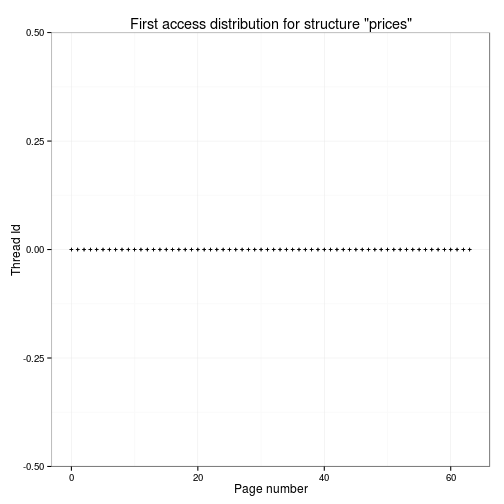 First access distribution for structure "prices"
0.50
0.25
0.00
-0.25
-0.50
Thread Id
0 20 40 60
Page number